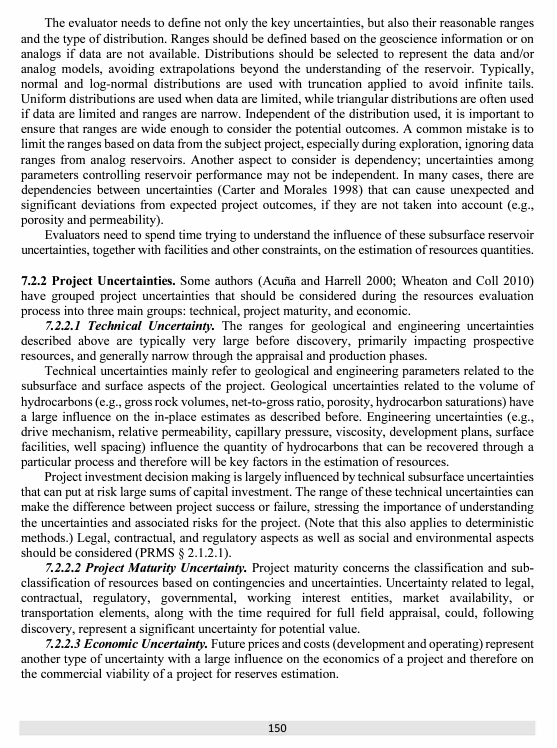 The evaluator needs to define not only the key uncertainties, but also their reasonable ranges
and the type of distribution. Ranges should be defined based on the geoscience information or on
analogs if data are not available. Distributions should be selected to represent the data and/or
analog models, avoiding extrapolations beyond the understanding of the reservoir. Typically,
normal and log-normal distributions are used with truncation applied to avoid infinite tails.
Uniform distributions are used when data are limited, while triangular distributions are often used
if data are limited and ranges are narrow. Independent of the distribution used, it is important to
ensure that ranges are wide enough to consider the potential outcomes. A common mistake is to
limit the ranges based on data from the subject project, especially during exploration, ignoring data
ranges from analog reservoirs. Another aspect to consider is dependency; uncertainties among
parameters controlling reservoir performance may not be independent. In many cases, there are
dependencies between uncertainties (Carter and Morales 1998) that can cause unexpected and
significant deviations from expected project outcomes, if they are not taken into account (e.g.,
porosity and permeability).
Evaluators need to spend time trying to understand the influence of these subsurface reservoir
uncertainties, together with facilities and other constraints, on the estimation of resources quantities.
7.2.2 Project Uncertainties. Some authors (Acuña and Harrell 2000; Wheaton and Coll 2010)
have grouped project uncertainties that should be considered during the resources evaluation
process into three main groups: technical, project maturity, and economic.
7.2.2.1 Technical Uncertainty. The ranges for geological and engineering uncertainties
described above are typically very large before discovery, primarily impacting prospective
resources, and generally narrow through the appraisal and production phases.
Technical uncertainties mainly refer to geological and engineering parameters related to the
subsurface and surface aspects of the project. Geological uncertainties related to the volume of
hydrocarbons (e.g., gross rock volumes, net-to-gross ratio, porosity, hydrocarbon saturations) have
a large influence on the in-place estimates as described before. Engineering uncertainties (e.g.,
drive mechanism, relative permeability, capillary pressure, viscosity, development plans, surface
facilities, well spacing) influence the quantity of hydrocarbons that can be recovered through a
particular process and therefore will be key factors in the estimation of resources.
Project investment decision making is largely influenced by technical subsurface uncertainties
that can put at risk large sums of capital investment. The range of these technical uncertainties can
make the difference between project success or failure, stressing the importance of understanding
the uncertainties and associated risks for the project. (Note that this also applies to deterministic
methods.) Legal, contractual, and regulatory aspects as well as social and environmental aspects
should be considered (PRMS § 2.1.2.1).
7.2.2.2 Project Maturity Uncertainty. Project maturity concerns the classification and sub-
classification of resources based on contingencies and uncertainties. Uncertainty related to legal,
contractual, regulatory, governmental, working interest entities, market availability, or
transportation elements, along with the time required for full field appraisal, could, following
discovery, represent a significant uncertainty for potential value.
7.2.2.3 Economic Uncertainty. Future prices and costs (development and operating) represent
another type of uncertainty with a large influence on the economics of a project and therefore on
the commercial viability of a project for reserves estimation.
150